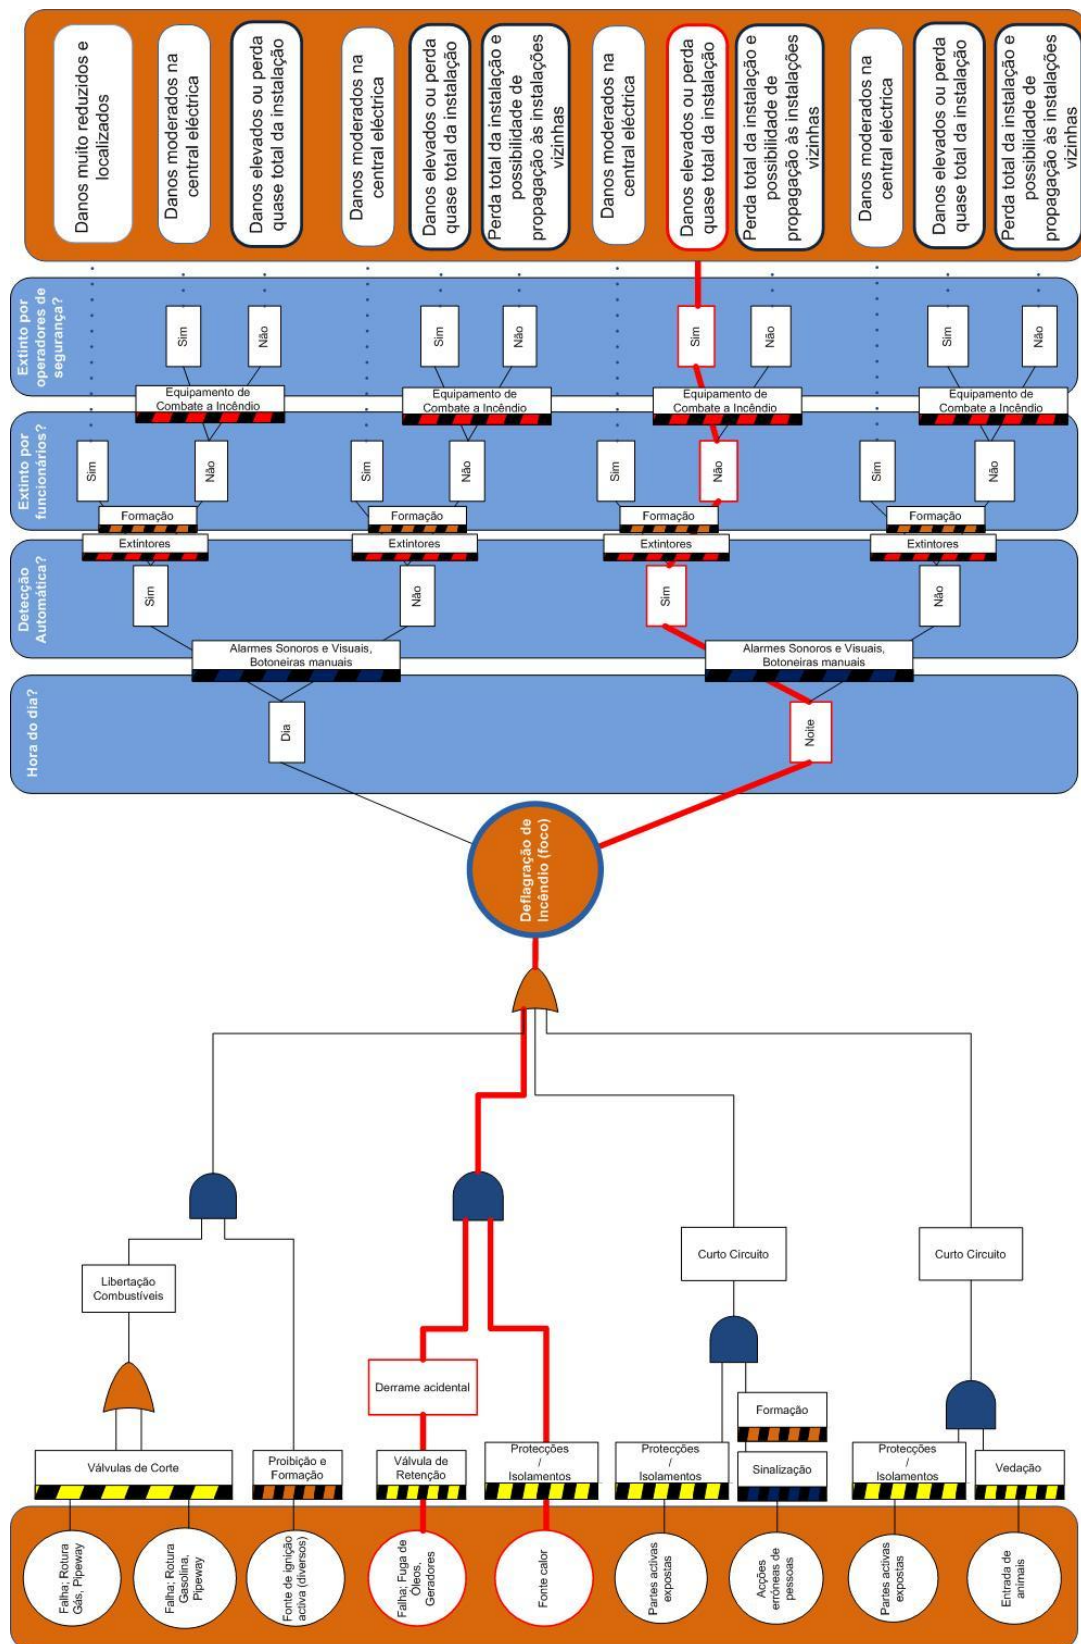 Danos muito reduzidos e
localizados
Danos moderados na
central eléctrica
Danos elevados ou perda
quase total da instalação
Danos moderados na
central eléctrica
Danos elevados ou perda
quase total da instalação
Perda total da instalação e
possibilidade de
propagação às instalações
vizinhas
Danos moderados na
central eléctrica
Danos elevados ou perda
quase total da instalação
Perda total da instalação e
possibilidade de
propagação às instalações
vizinhas
Danos moderados na
central eléctrica
Danos elevados ou perda
quase total da instalação
Perda total da instalação e
possibilidade de
propagação às instalações
vizinhas
Extinto por
operadores de
segurança?
Sim
Não
Sim
Não
Sim
Não
Sim
Não
Equipamento de
Combate a Incêndio
Equipamento de
Combate a Incêndio
Equipamento de
Combate a Incêndio
Equipamento de
Combate a Incêndio
Extinto por
funcionários?
Sim
Não
Sim
Não
Sim
Não
Sim
Não
Formação
Formação
Formação
Formação
Extintores
Extintores
Extintores
Extintores
Detecção
Automática?
Sim
Não
Sim
Não
Alarmes Sonoros e Visuais,
Botoneiras manuais
Alarmes Sonoros e Visuais,
Botoneiras manuais
Hora do dia?
Dia
Noite
Deflagração de
Incêndio (foco)
Curto Circuito
Curto Circuito
Libertação
Combustíveis
Derrame acidental
Formação
Válvulas de Corte
Proibição e
Formação
Válvula de
Retenção
Protecções
/
Isolamentos
Protecções
/
Isolamentos
Sinalização
Protecções
/
Isolamentos
Vedação
Falha; Rotura
Gás, Pipeway
Falha; Rotura
Gasolina,
Pipeway
Fonte de ignição
activa (diversos)
Falha; Fuga de
Óleos,
Geradores
Fonte calor
Partes activas
expostas
Acções
erróneas de
pessoas
Partes activas
expostas
Entrada de
animais